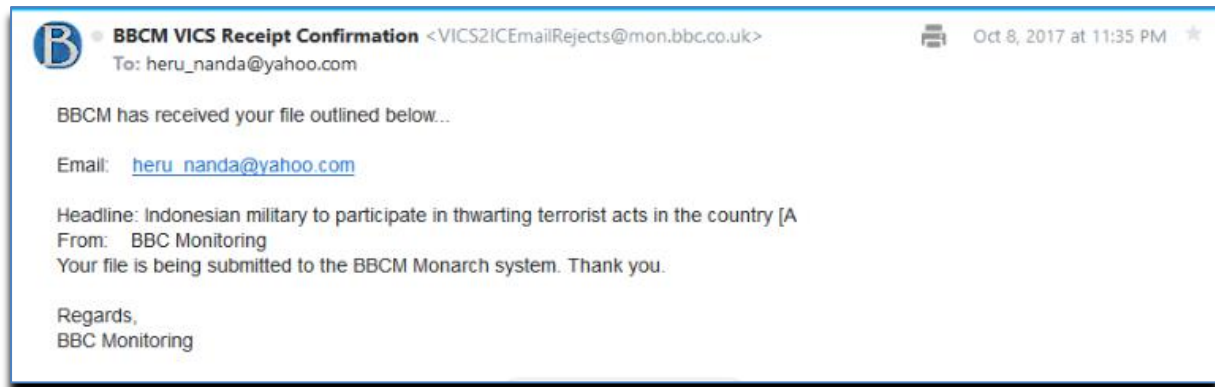 B
BBCM VICS Receipt Confirmation <VICS2ICEmailRejects@mon.bbc.co.uk> Oct 8, 2017 at 11:35 PM
To: heru_nanda@yahoo.com
BBCM has received your file outlined below...
Email: heru_nanda@yahoo.com
Headline: Indonesian military to participate in thwarting terrorist acts in the country [A
From: BBC Monitoring
Your file is being submitted to the BBCM Monarch system. Thank you.
Regards,
BBC Monitoring